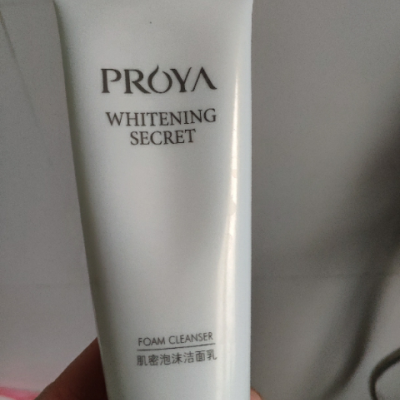 PROYA
WHITENING
SECRET
FOAM CLEANSER
肌密泡沫洁面乳